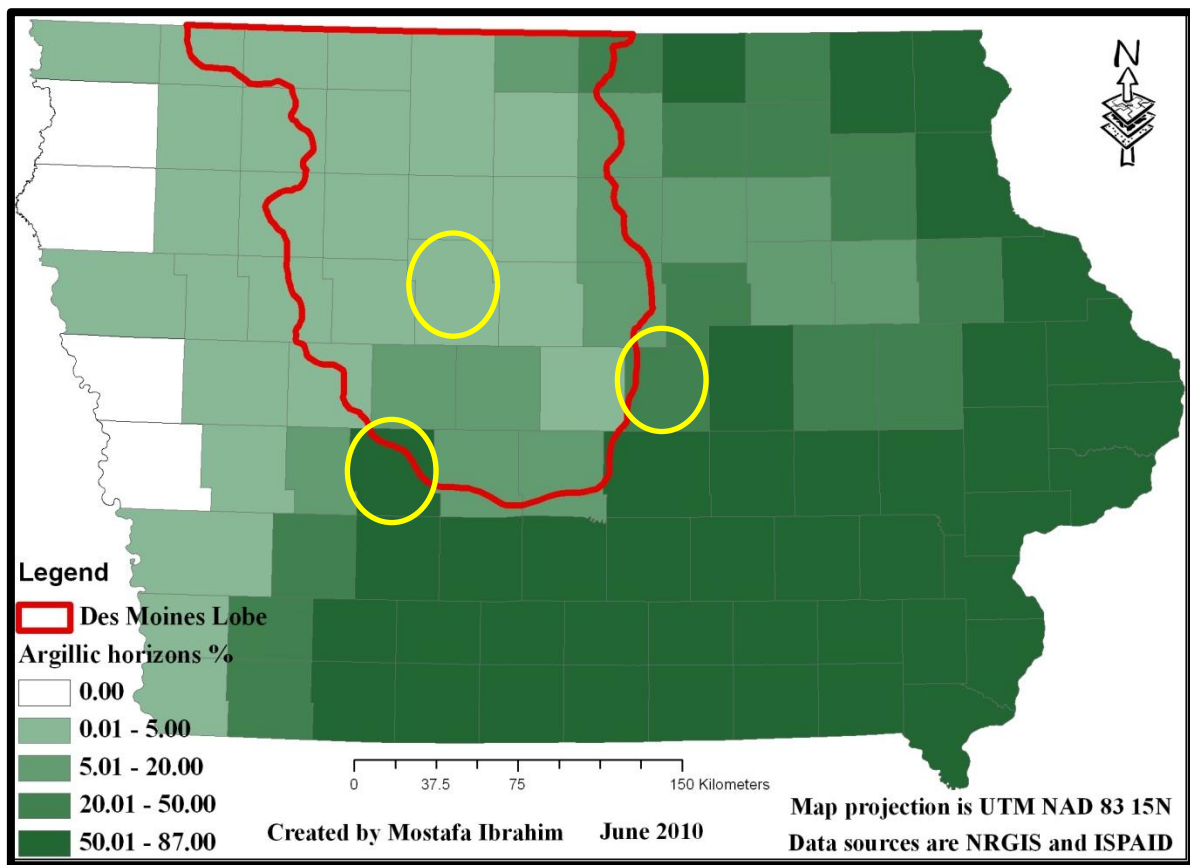 N
Legend
Des Moines Lobe
Argillic horizons %
0.00
0.01 - 5.00
5.01 - 20.00
20.01 - 50.00
50.01 - 87.00
0 37.5 75 150 Kilometers
Created by Mostafa Ibrahim June 2010
Map projection is UTM NAD 83 15N
Data sources are NRGIS and ISPAID